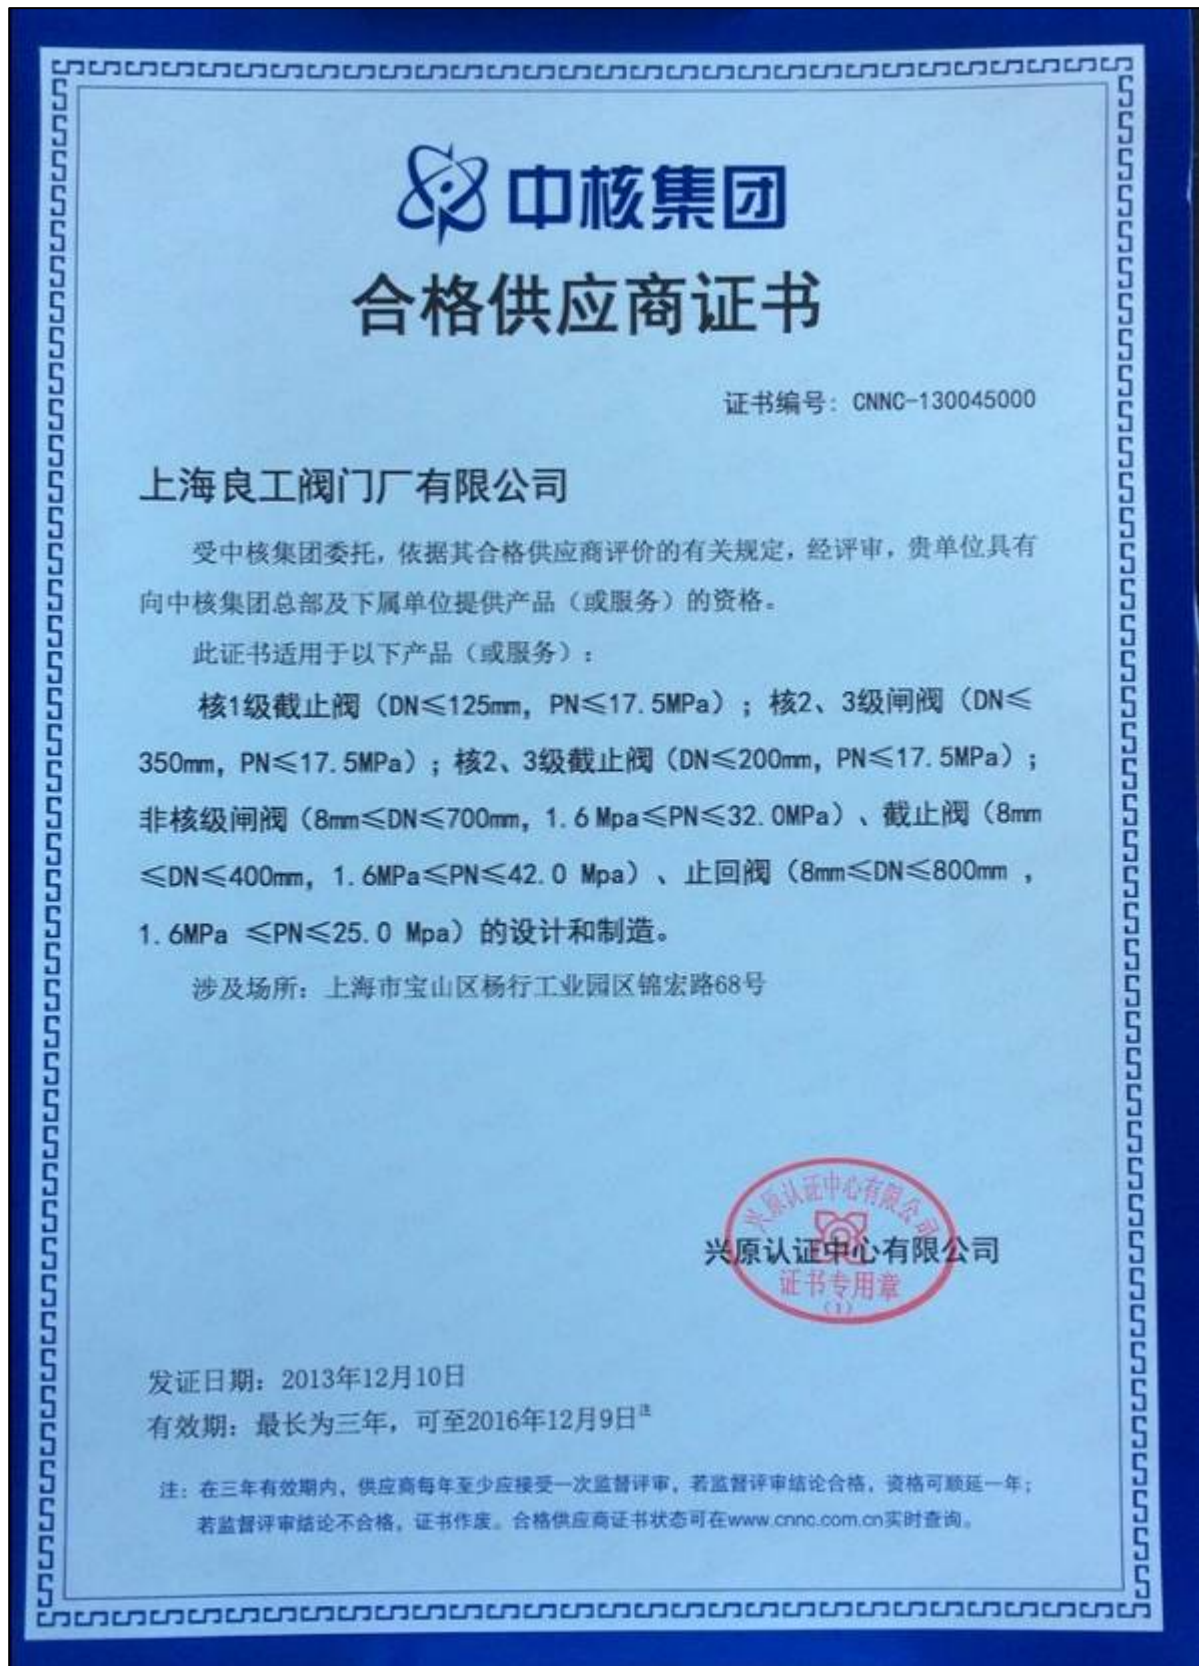 中核集团
合格供应商证书
证书编号：CNNC-130045000
上海良工阀门厂有限公司
受中核集团委托，依据其合格供应商评价的有关规定，经评审，贵单位具有
向中核集团总部及下属单位提供产品（或服务）的资格。
此证书适用于以下产品（或服务）：
核1级截止阀（DN≤125mm，PN≤17.5MPa）；核2、3级闸阀（DN≤
350mm，PN≤17.5MPa）；核2、3级截止阀（DN≤200mm，PN≤17.5MPa）；
非核级闸阀（8mm≤DN≤700mm，1.6 Mpa≤PN≤32.0MPa）、截止阀（8mm
≤DN≤400mm，1.6MPa≤PN≤42.0 Mpa）、止回阀（8mm≤DN≤800mm ，
1.6MPa ≤PN≤25.0 Mpa）的设计和制造。
涉及场所：上海市宝山区杨行工业园区锦宏路68号
兴原认证中心有限公司
兴原认证中心有限公司
证书专用章
（1）
发证日期：2013年12月10日
有效期：最长为三年，可至2016年12月9日注
注：在三年有效期内，供应商每年至少应接受一次监督评审，若监督评审结论合格，资格可顺延一年；
若监督评审结论不合格，证书作废。合格供应商证书状态可在www.cnnc.com.cn实时查询。